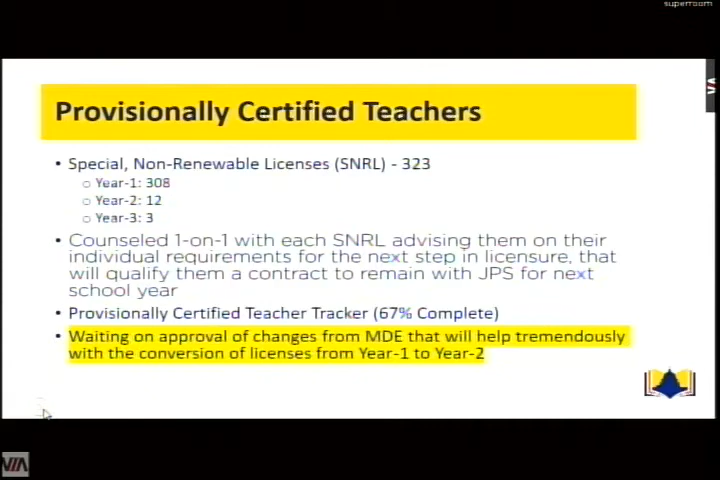 superroom
Provisionally Certified Teachers
• Special, Non-Renewable Licenses (SNRL) - 323
○ Year-1: 308
○ Year-2: 12
○ Year-3: 3
• Counseled 1-on-1 with each SNRL advising them on their
individual requirements for the next step in licensure, that
will qualify them a contract to remain with JPS for next
school year
• Provisionally Certified Teacher Tracker (67% Complete)
• Waiting on approval of changes from MDE that will help tremendously
with the conversion of licenses from Year-1 to Year-2
VIA